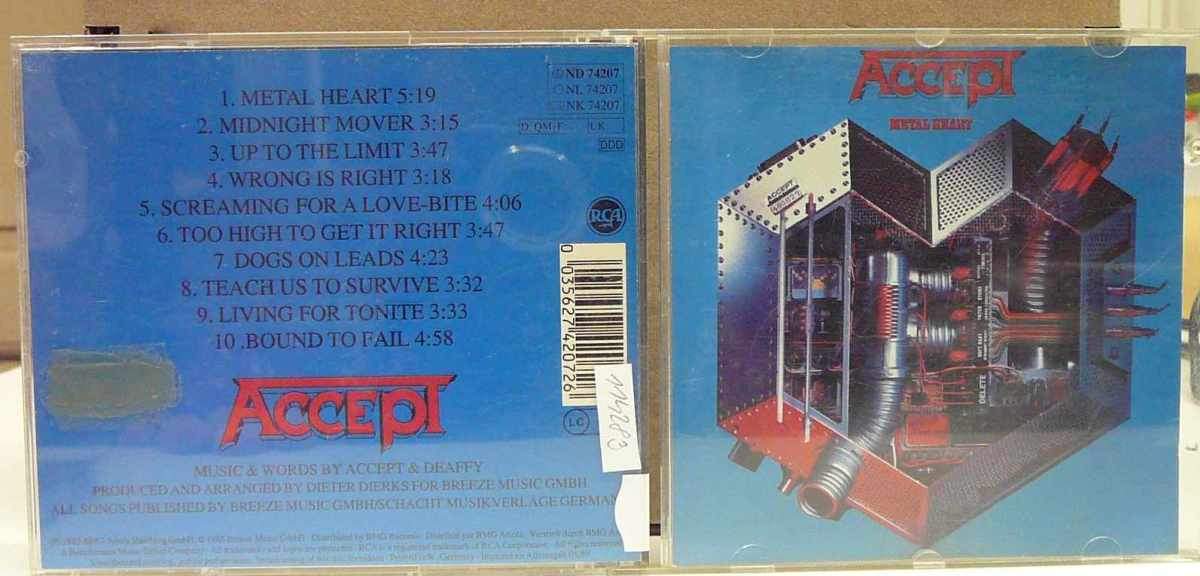 ND 74207
NL 74207
NK 74207
UK
DDD
1. METAL HEART 5:19
2. MIDNIGHT MOVER 3:15
3. UP TO THE LIMIT 3:47
4. WRONG IS RIGHT 3:18
5. SCREAMING FOR A LOVE-BITE 4:06
6. TOO HIGH TO GET IT RIGHT 3:47
7. DOGS ON LEADS 4:23
8. TEACH US TO SURVIVE 3:32
9. LIVING FOR TONITE 3:33
10 .BOUND TO FAIL 4:58
RCA
0 035627 420726
LC
114283
ACCEPT
MUSIC & WORDS BY ACCEPT & DEAFFY
PRODUCED AND ARRANGED BY DIETER DIERKS FOR BREEZE MUSIC GMBH
ALL SONGS PUBLISHED BY BREEZE MUSIC GMBH/SCHACHT MUSIKVERLAGE GERMAN
ACCEPT
METAL HEART
ACCEPT
DELETE